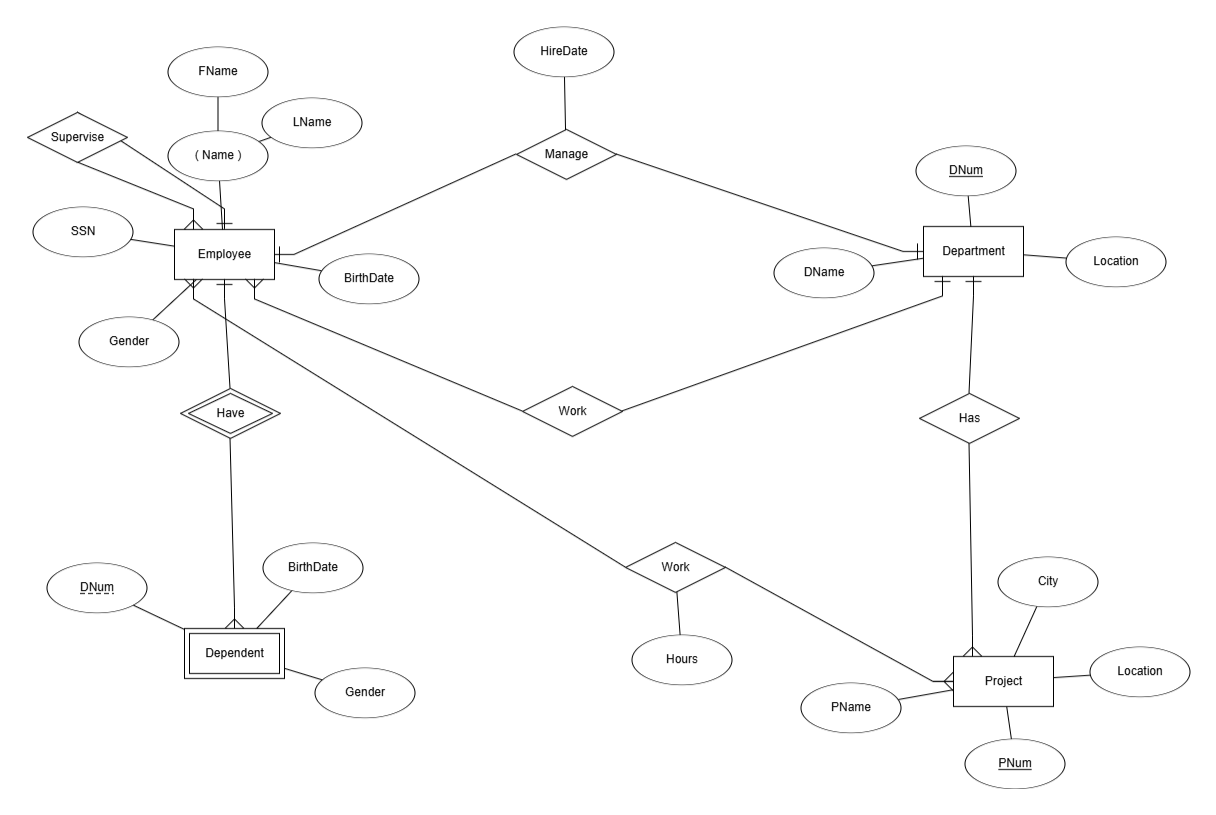 HireDate
FName
LName
Supervise
( Name )
Manage
DNum
SSN
Employee
BirthDate
Department
DName
Location
Gender
Have
Work
Has
DNum
BirthDate
Work
City
Dependent
Hours
Project
Location
Gender
PName
PNum